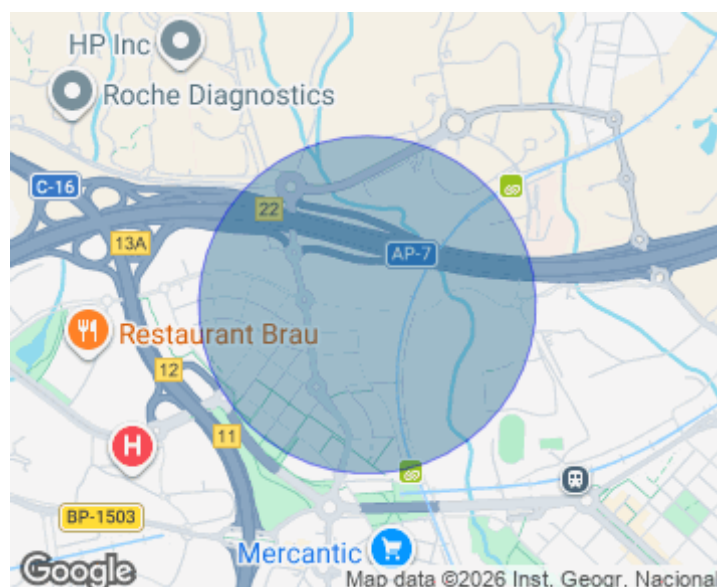 HP Inc
Roche Diagnostics
C-16
22
13A
AP-7
Restaurant Brau
12
11
H
BP-1503
Mercantic
Google
Map data ©2026 Inst. Geogr. Nacional